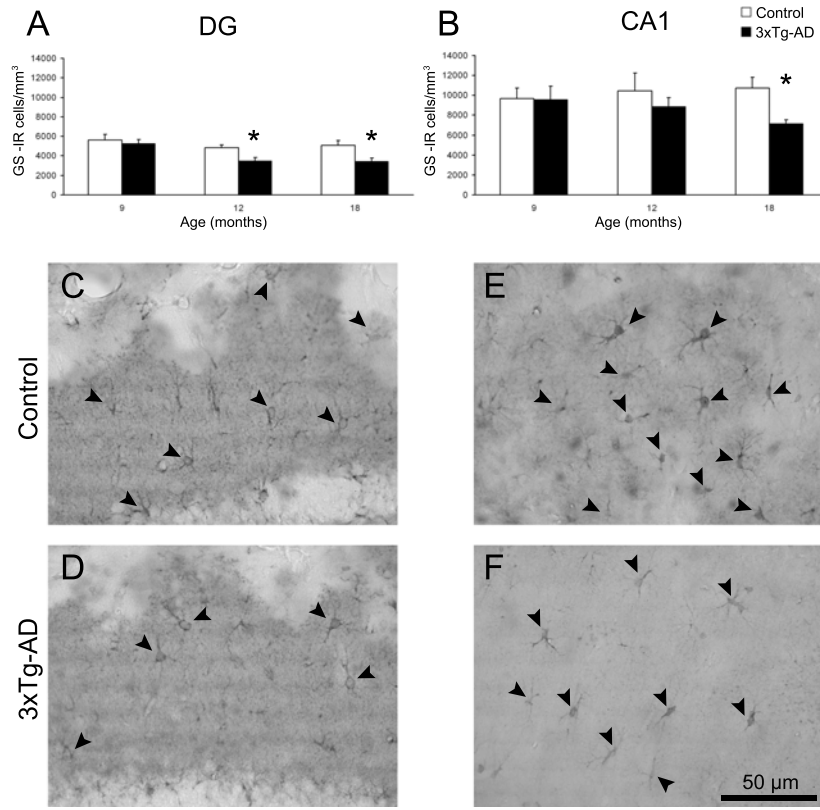 A
DG
B
CA1
Control
3xTg-AD
GS -IR cells/mm³
14000
12000
10000
8000
6000
4000
2000
0
*
*
9
12
18
Age (months)
GS -IR cells/mm³
14000
12000
10000
8000
6000
4000
2000
0
*
9
12
18
Age (months)
Control
C
E
3xTg-AD
D
F
50 µm